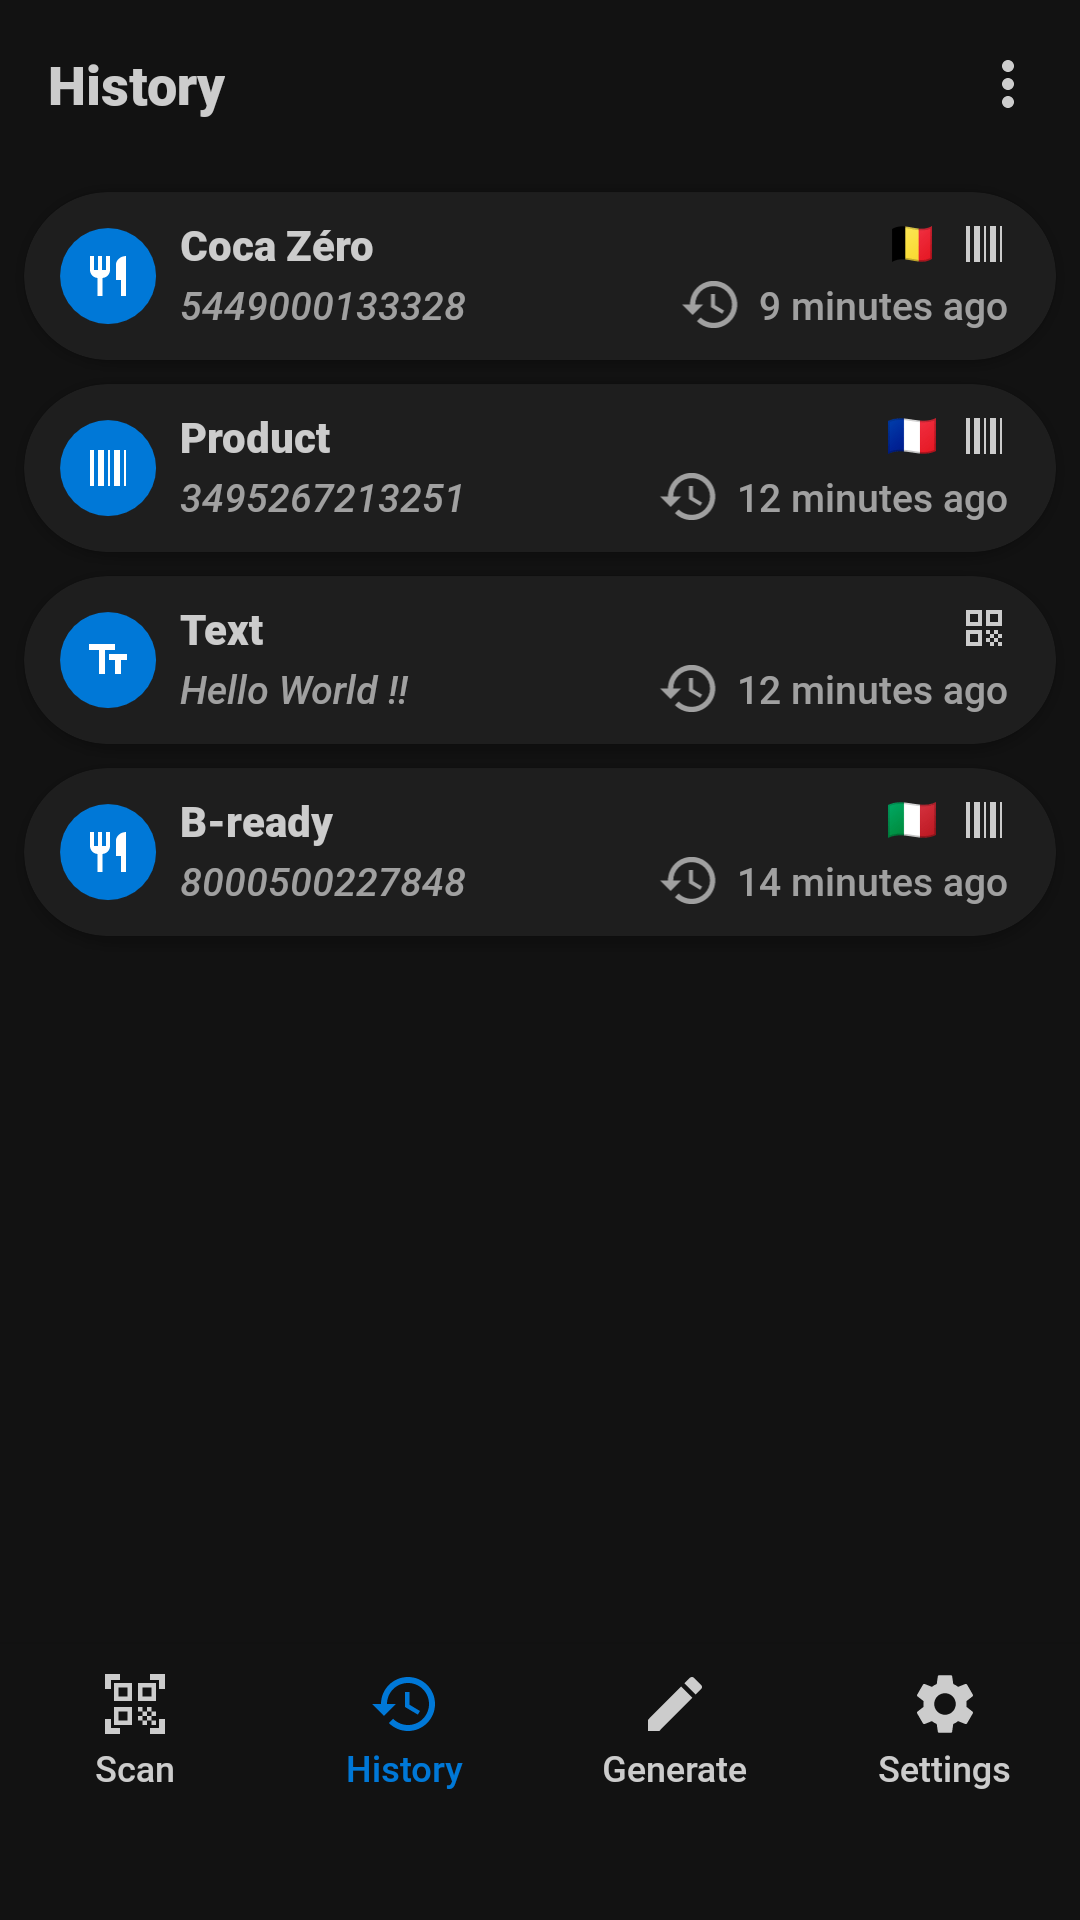 History
Coca Zéro
5449000133328
9 minutes ago
Product
3495267213251
12 minutes ago
Text
Hello World !!
12 minutes ago
B-ready
8000500227848
14 minutes ago
Scan
History
Generate
Settings